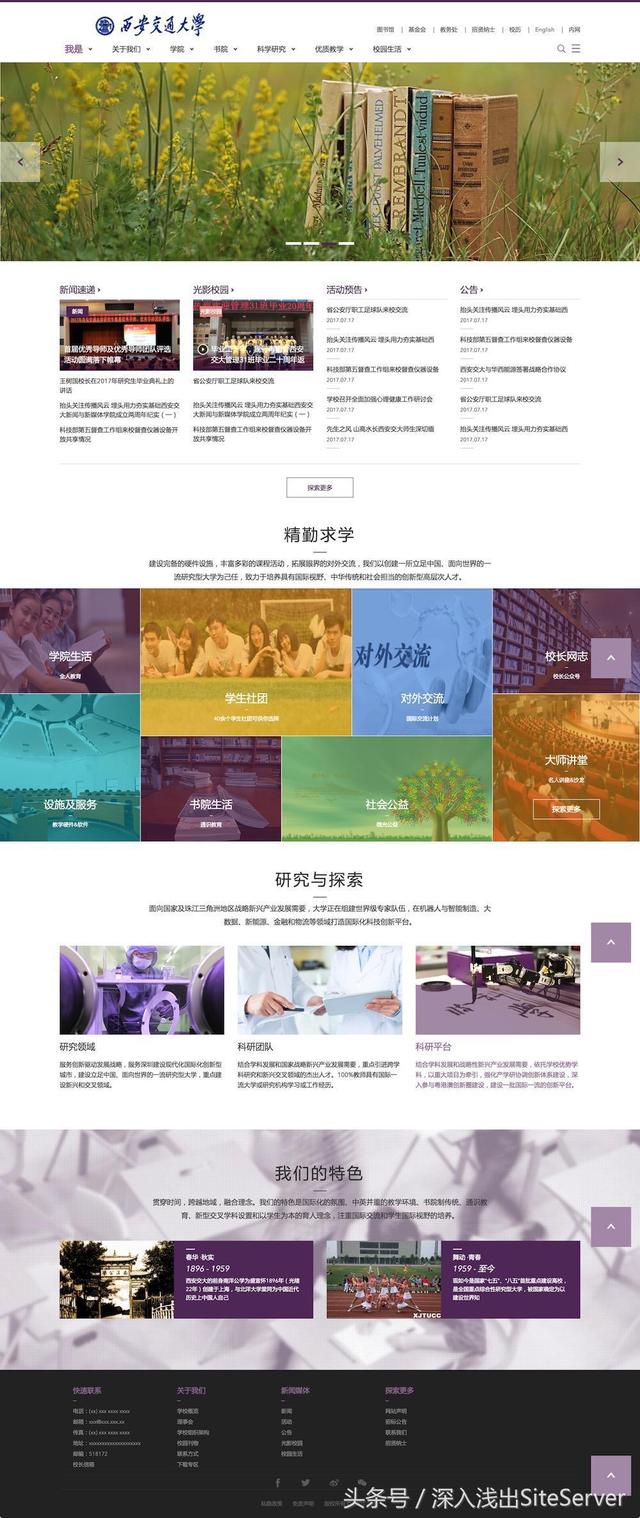 西安交通大学
图书馆 | 基金会 | 教务处 | 招贤纳士 | 校历 | English | 内网
我是 关于我们 学院 书院 科学研究 优质教学 校园生活
REMBRANDT
新闻速递
新闻
首届优秀导师及优秀导师团队评选
活动圆满落下帷幕
王树国校长在2017年研究生毕业典礼上的
讲话
抬头关注传播风云 埋头用力夯实基础西安交
大新闻与新媒体学院成立两周年纪实（一）
科技部第五督查工作组来校督查仪器设备开
放共享情况
光影校园
光影校园
交大管理31班毕业二十周年返
省公安厅职工足球队来校交流
抬头关注传播风云 埋头用力夯实基础西安交
大新闻与新媒体学院成立两周年纪实（一）
科技部第五督查工作组来校督查仪器设备开
放共享情况
活动预告
省公安厅职工足球队来校交流
2017.07.17
抬头关注传播风云 埋头用力夯实基础西
2017.07.17
科技部第五督查工作组来校督查仪器设备
2017.07.17
学校召开全面加强心理健康工作研讨会
2017.07.17
先生之风 山高水长西安交大师生深切缅
2017.07.17
公告
抬头关注传播风云 埋头用力夯实基础西
2017.07.17
科技部第五督查工作组来校督查仪器设备
2017.07.17
西安交大与华西能源签署战略合作协议
2017.07.17
省公安厅职工足球队来校交流
2017.07.17
抬头关注传播风云 埋头用力夯实基础西
2017.07.17
探索更多
精勤求学
建设完备的硬件设施，丰富多彩的课程活动，拓展眼界的对外交流，我们以创建一所立足中国、面向世界的一
流研究型大学为己任，致力于培养具有国际视野、中华传统和社会担当的创新型高层次人才。
学院生活
全人教育
学生社团
40余个学生社团可供你选择
对外交流
对外交流
国际交流计划
校长网志
校长公众号
设施及服务
教学硬件&软件
书院生活
通识教育
社会公益
微光公益
大师讲堂
名人讲座&沙龙
探索更多
研究与探索
面向国家及珠江三角洲地区战略新兴产业发展需要，大学正在组建世界级专家队伍，在机器人与智能制造、大
数据、新能源、金融和物流等领域打造国际化科技创新平台。
研究领域
服务创新驱动发展战略，服务深圳建设现代化国际化创新型
城市，建设立足中国、面向世界的一流研究型大学，重点建
设新兴和交叉领域。
科研团队
结合学科发展和国家战略新兴产业发展需要，重点引进跨学
科研究和新兴交叉领域的杰出人才。100%教师具有国际一
流大学或研究机构学习或工作经历。
科研平台
结合学科发展和战略性新兴产业发展需要，依托学校优势学
科，以重大项目为牵引，强化产学研协调创新体系建设，深
入参与粤港澳创新圈建设，建设一批国际一流的创新平台。
我们的特色
贯穿时间，跨越地域，融合理念。我们的特色是国际化的氛围、中英并重的教学环境、书院制传统、通识教
育、新型交叉学科设置和以学生为本的育人理念，注重国际交流和学生国际视野的培养。
春华·秋实
1896 - 1959
西安交大的前身南洋公学为盛宣怀1896年（光绪
22年）创建于上海，与北洋大学堂同为中国近代
历史上中国人自己
XJTUCC
舞动·青春
1959 - 至今
现如今是国家“七五”、“八五”首批重点建设高校，
是全国重点综合性研究型大学，被国家确定为以
建设世界知
快速联系
电话：(xx) xxx xxxx xxxx
邮箱：xxx@xxx.xxx.xx
传真：(xx) xxx xxxx xxxx
地址：xxxxxxxxxxxxxxxxxxxx
邮编：518172
校长信箱
关于我们
学校概览
理事会
学校组织架构
校园刊物
联系方式
下载专区
新闻媒体
新闻
活动
公告
光影校园
校园生活
探索更多
网站声明
招标公告
联系我们
招贤纳士
私隐政策 免责声明 版权所有
头条号 / 深入浅出SiteServer